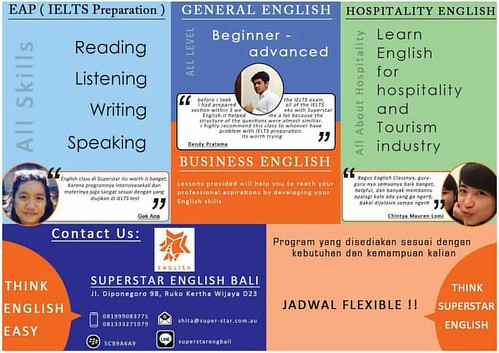 EAP ( IELTS Preparation )
All Skills
Reading
Listening
Writing
Speaking
English class di Superstar itu worth it banget.
Karena programnya introvleveekali dan
materinya juga sangat sesuai dengan yang
diujikan di IELTS test
Gek Ana
GENERAL ENGLISH
ALL LEVEL
Beginner -
advanced
before i took the IELTS exam,
i had prepared all of the IELTS
section within 3 weeks with Superstar
English.it helped me a lot because the
structure of the questions were almost similiar.
i highly recommend this class to whoever have
problem with IELTS preparation.
its worth trying
Dendy Pratama
BUSINESS ENGLISH
Lessons provided will help you to reach your
professional aspirations by developing your
English skills
HOSPITALITY ENGLISH
All About Hospitality
Learn
English
for
hospitality
and
Tourism
industry
Bagus English Classnya, guru-
guru nya semuanya baik banget,
helpful, dan banyak membantu
apalagi kalo ada yang ga ngerti,
bakal dijelasin sampe ngerti
Chintya Mauren Lomi
THINK
ENGLISH
EASY
Contact Us:
ENGLISH
SUPERSTAR ENGLISH BALI
Jl. Diponegoro 98, Ruko Kertha Wijaya D23
081999083775
081333271079
shita@super-star.com.au
5CB9A6A9
LINE
superstarengbali
Program yang disediakan sesuai dengan
kebutuhan dan kemampuan kalian
JADWAL FLEXIBLE !!
THINK
SUPERSTAR
ENGLISH